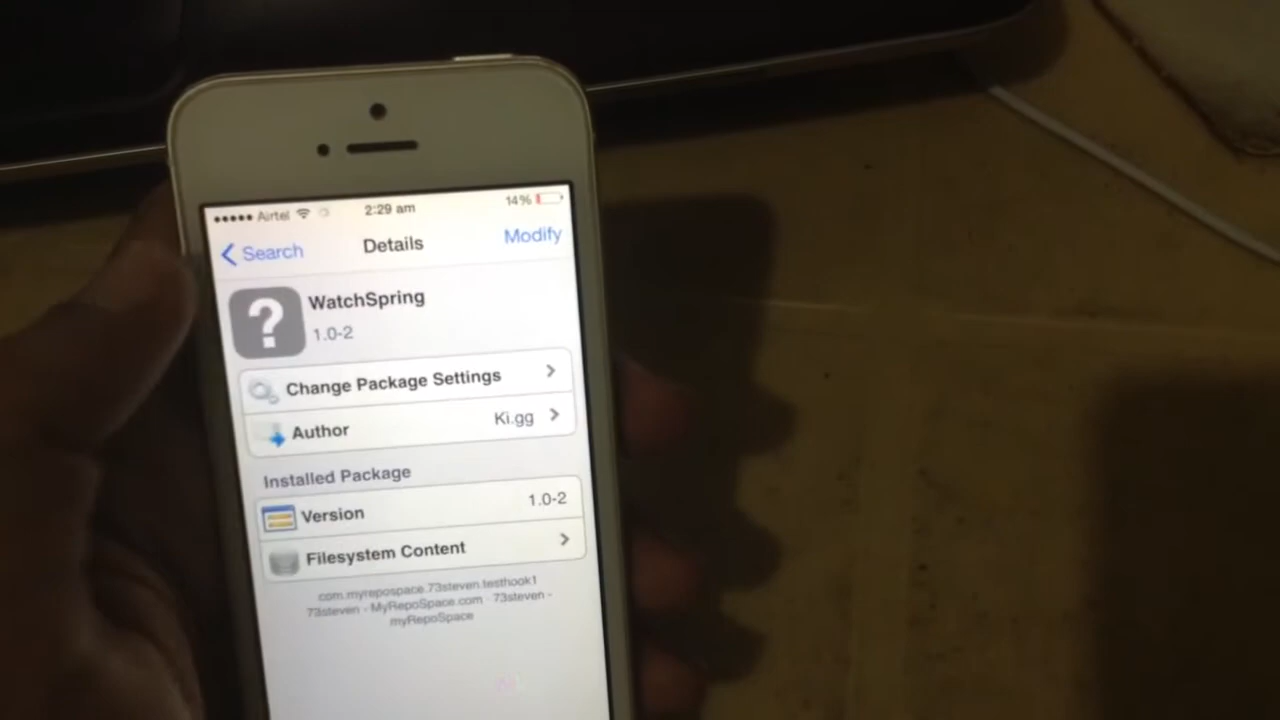 Airtel 2:29 am 14%
Search Details Modify
WatchSpring
1.0-2
Change Package Settings
Author Ki.gg
Installed Package
Version 1.0-2
Filesystem Content
com.myrepospace.73steven.testhook1
73steven - MyRepoSpace.com · 73steven -
myRepoSpace